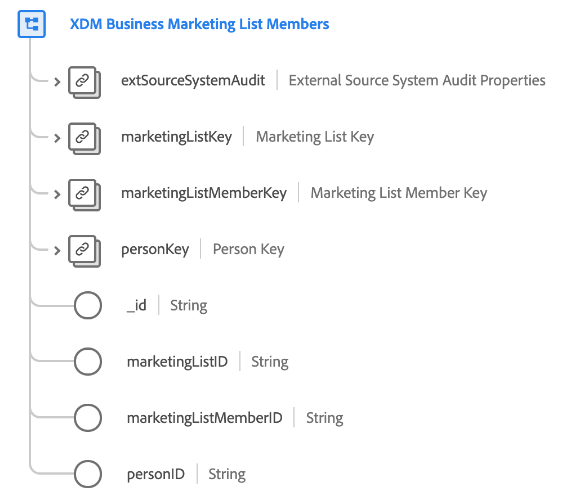 XDM Business Marketing List Members
extSourceSystemAudit External Source System Audit Properties
marketingListKey Marketing List Key
marketingListMemberKey Marketing List Member Key
personKey Person Key
_id String
marketingListID String
marketingListMemberID String
personID String